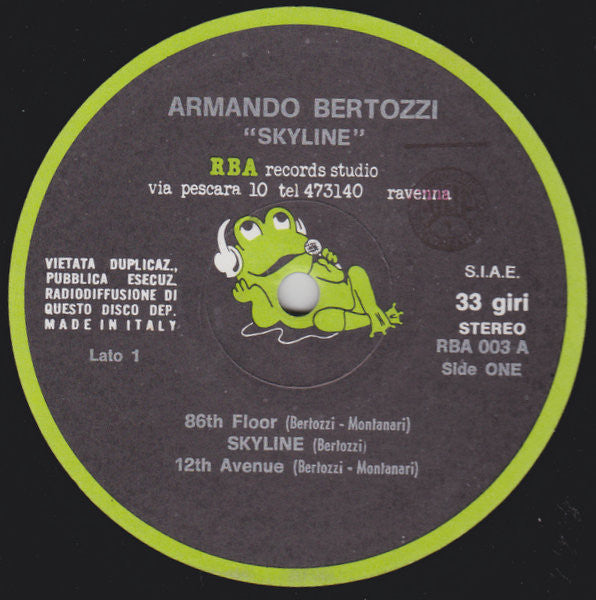 ARMANDO BERTOZZI
"SKYLINE"
RBA records studio
via pescara 10 tel 473140 ravenna
VIETATA DUPLICAZ.,
PUBBLICA ESECUZ.
RADIODIFFUSIONE DI
QUESTO DISCO DEP.
MADE IN ITALY
Lato 1
S.I.A.E.
33 giri
STEREO
RBA 003 A
Side ONE
86th Floor (Bertozzi - Montanari)
SKYLINE (Bertozzi)
12th Avenue (Bertozzi - Montanari)